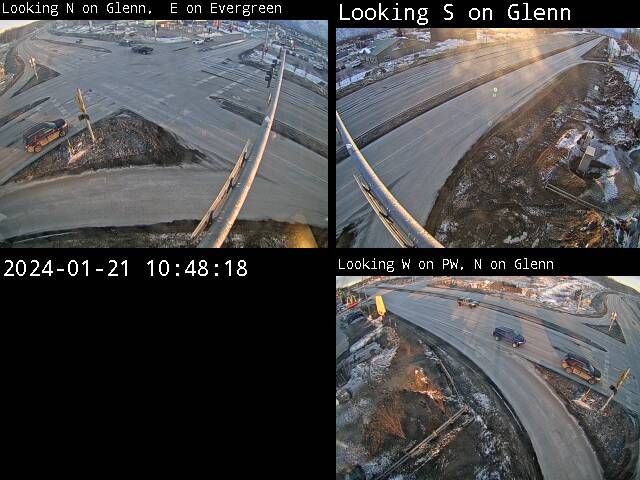 Looking N on Glenn,  E on Evergreen
Looking S on Glenn
2024-01-21 10:48:18
Looking W on PW, N on Glenn